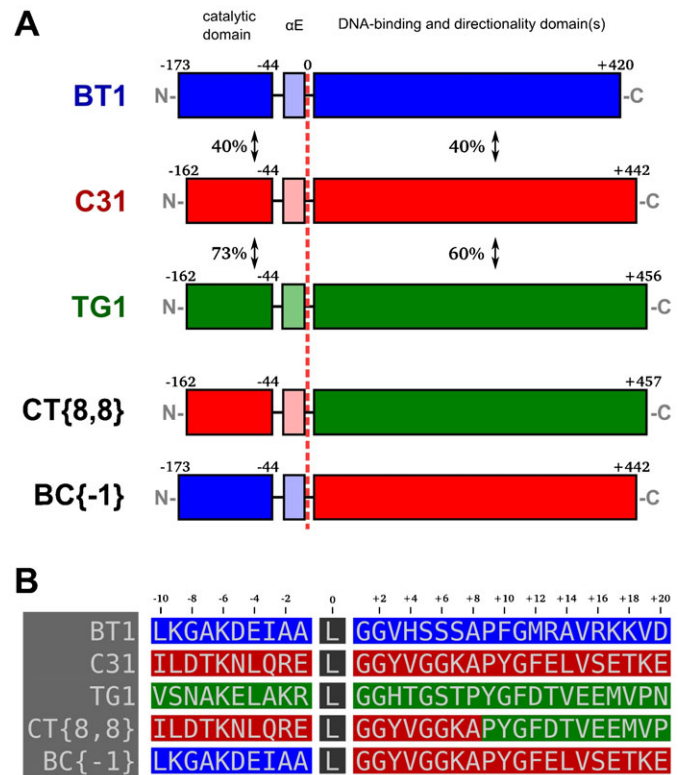 A
catalytic domain αE DNA-binding and directionality domain(s)
-173 -44 0 +420
BT1 N- -C
40% 40%
-162 -44 +442
C31 N- -C
73% 60%
-162 -44 +456
TG1 N- -C
-162 -44 +457
CT{8,8} N- -C
-173 -44 +442
BC{-1} N- -C
B
-10 -8 -6 -4 -2 0 +2 +4 +6 +8 +10 +12 +14 +16 +18 +20
BT1 LKGAKDEIAA L GGVHSSSAPFGMRAVRKKVD
C31 ILDTKNLQRE L GGYVGGKAPYGFELVSETKE
TG1 VSNAKELAKR L GGHTGSTPYGFDTVEEMVPN
CT{8,8} ILDTKNLQRE L GGYVGGKAPYGFDTVEEMVP
BC{-1} LKGAKDEIAA L GGYVGGKAPYGFELVSETKE